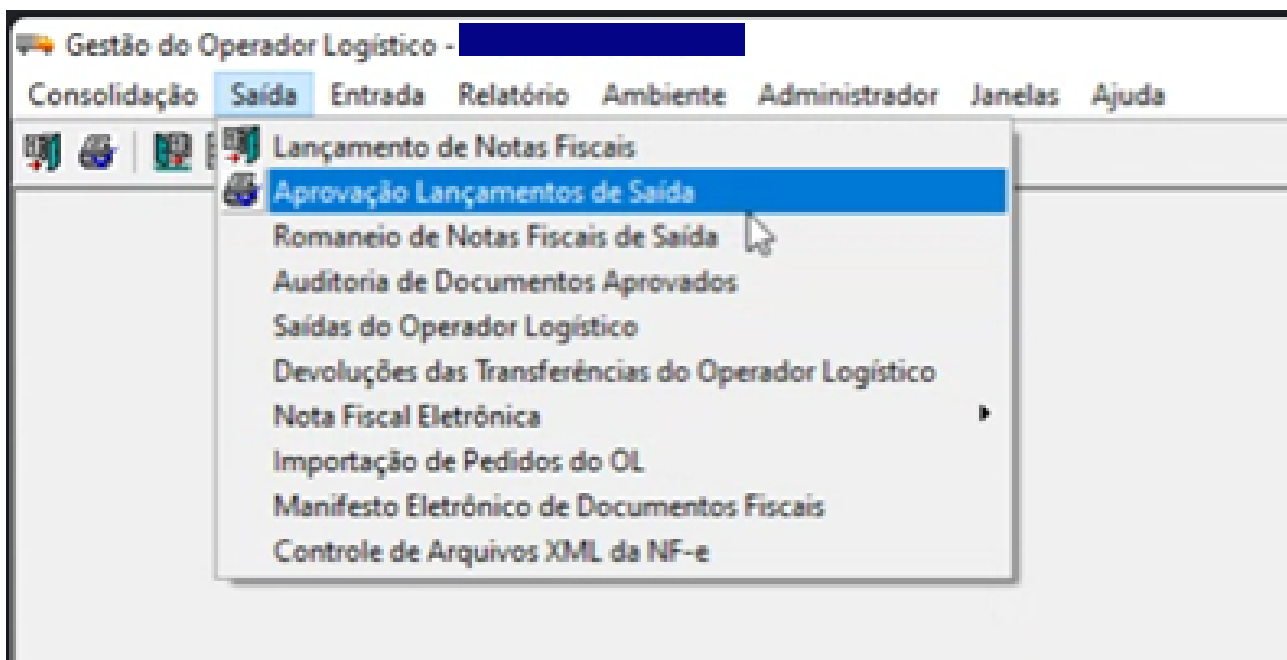 Gestão do Operador Logístico -
Consolidação Saída Entrada Relatório Ambiente Administrador Janelas Ajuda
Lançamento de Notas Fiscais
Aprovação Lançamentos de Saída
Romaneio de Notas Fiscais de Saída
Auditoria de Documentos Aprovados
Saídas do Operador Logístico
Devoluções das Transferências do Operador Logístico
Nota Fiscal Eletrônica
Importação de Pedidos do OL
Manifesto Eletrônico de Documentos Fiscais
Controle de Arquivos XML da NF-e